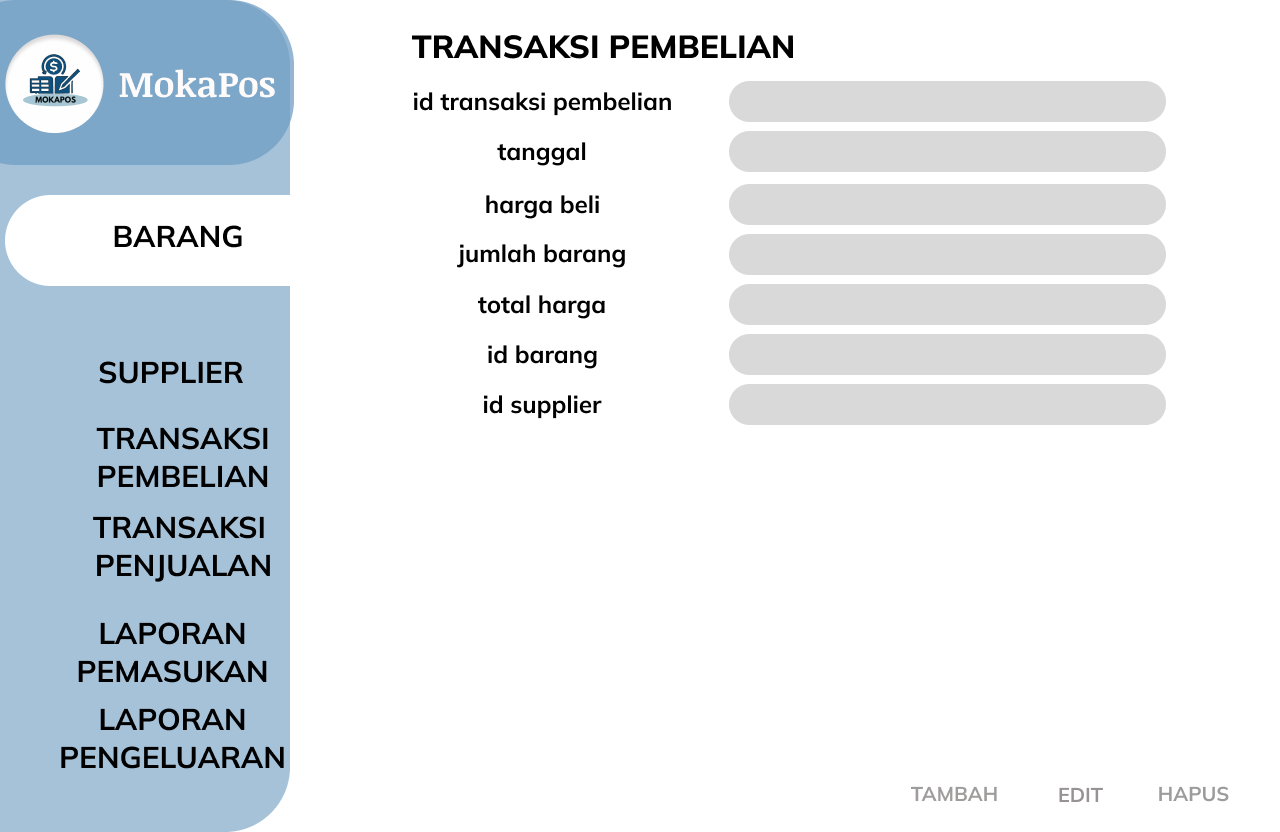 MOKAPOS
MokaPos
BARANG
SUPPLIER
TRANSAKSI
PEMBELIAN
TRANSAKSI
PENJUALAN
LAPORAN
PEMASUKAN
LAPORAN
PENGELUARAN
TRANSAKSI PEMBELIAN
id transaksi pembelian
tanggal
harga beli
jumlah barang
total harga
id barang
id supplier
TAMBAH EDIT HAPUS